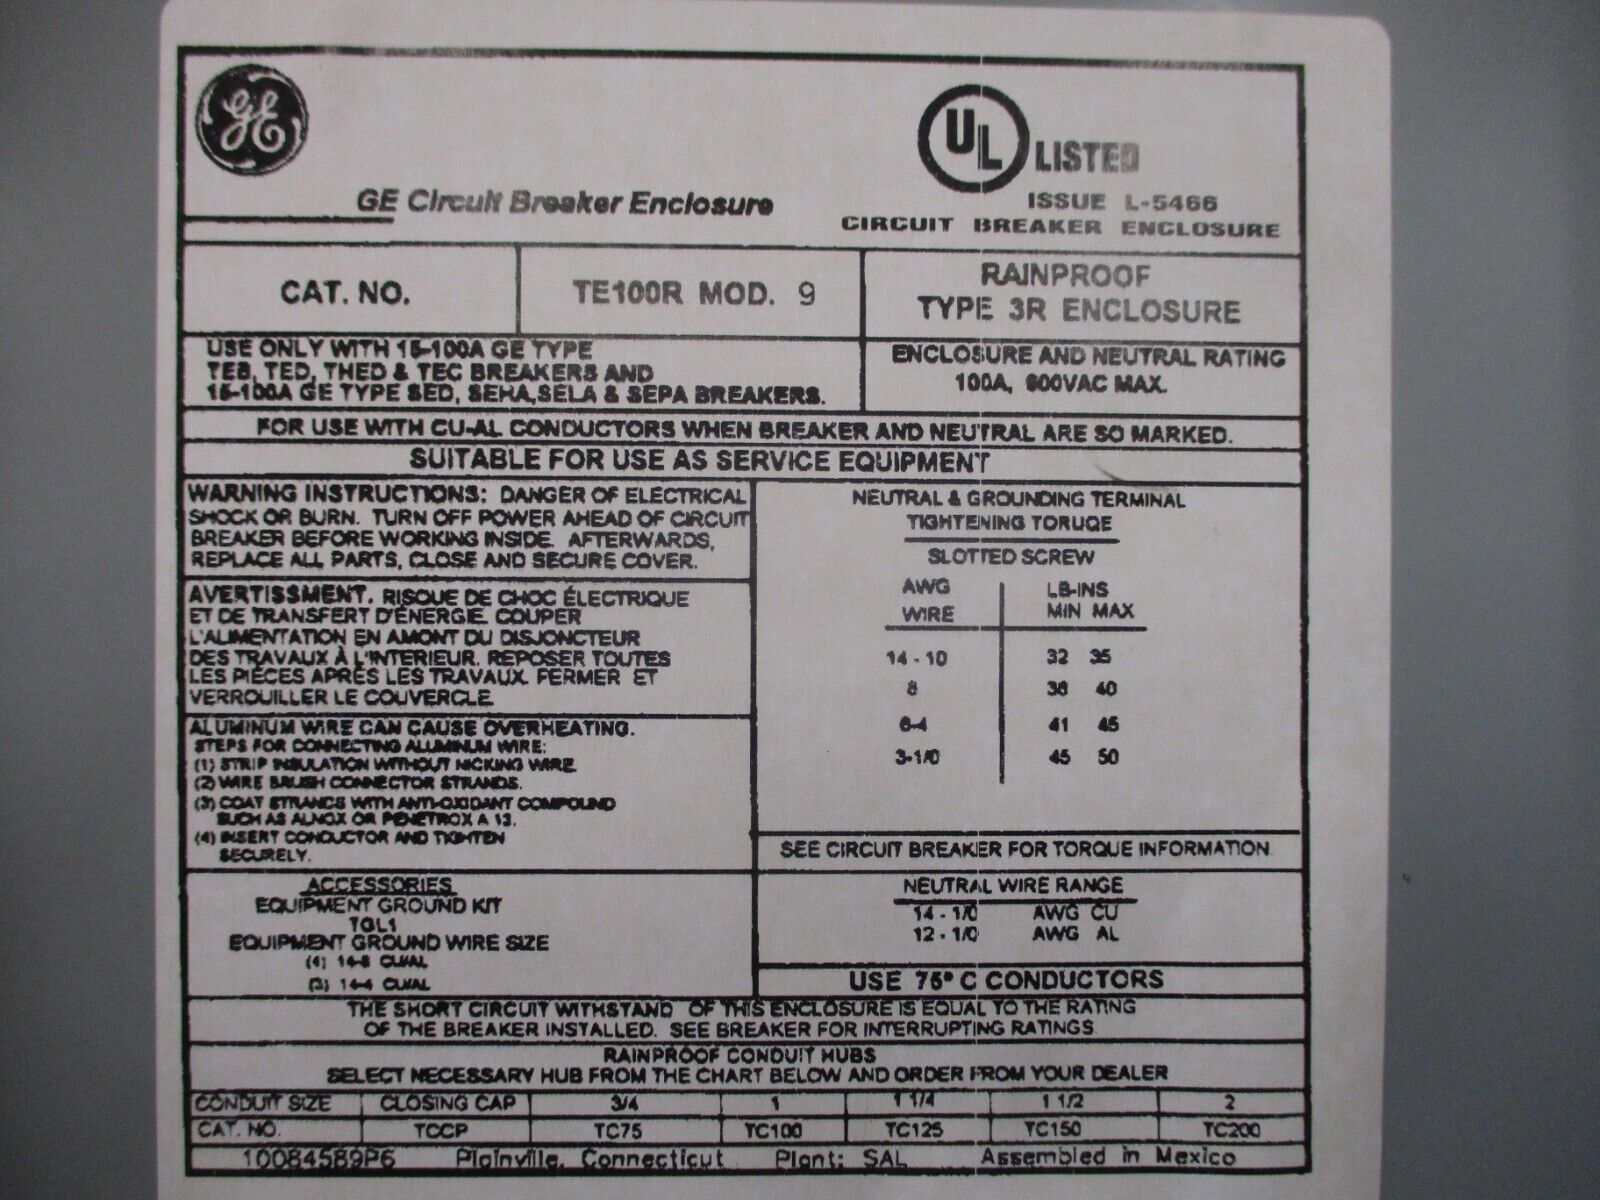 GE
UL LISTED
GE Circuit Breaker Enclosure
ISSUE L-5466
CIRCUIT BREAKER ENCLOSURE
CAT. NO.
TE100R MOD. 9
RAINPROOF
TYPE 3R ENCLOSURE
USE ONLY WITH 15-100A GE TYPE
TEB, TED, THED & TEC BREAKERS AND
15-100A GE TYPE SED, SEHA,SELA & SEPA BREAKERS.
ENCLOSURE AND NEUTRAL RATING
100A, 600VAC MAX.
FOR USE WITH CU-AL CONDUCTORS WHEN BREAKER AND NEUTRAL ARE SO MARKED.
SUITABLE FOR USE AS SERVICE EQUIPMENT
WARNING INSTRUCTIONS: DANGER OF ELECTRICAL
SHOCK OR BURN. TURN OFF POWER AHEAD OF CIRCUIT
BREAKER BEFORE WORKING INSIDE. AFTERWARDS,
REPLACE ALL PARTS, CLOSE AND SECURE COVER.
AVERTISSMENT. RISQUE DE CHOC ÉLECTRIQUE
ET DE TRANSFERT D'ÉNERGIE. COUPER
L'ALIMENTATION EN AMONT DU DISJONCTEUR
DES TRAVAUX À L'INTERIEUR. REPOSER TOUTES
LES PIÈCES APRÈS LES TRAVAUX. FERMER ET
VERROUILLER LE COUVERCLE.
ALUMINUM WIRE CAN CAUSE OVERHEATING.
STEPS FOR CONNECTING ALUMINUM WIRE:
(1) STRIP INSULATION WITHOUT NICKING WIRE.
(2) WIRE BRUSH CONNECTOR STRANDS.
(3) COAT STRANDS WITH ANTI-OXIDANT COMPOUND
SUCH AS ALNOX OR PENETROX A 13.
(4) INSERT CONDUCTOR AND TIGHTEN
SECURELY.
NEUTRAL & GROUNDING TERMINAL
TIGHTENING TORUQE
SLOTTED SCREW
AWG LB-INS
WIRE MIN MAX
14 - 10 32 35
8 36 40
6-4 41 45
3-1/0 45 50
SEE CIRCUIT BREAKER FOR TORQUE INFORMATION.
ACCESSORIES
EQUIPMENT GROUND KIT
TGL1
EQUIPMENT GROUND WIRE SIZE
(1) 14-8 CU/AL
(3) 14-4 CU/AL
NEUTRAL WIRE RANGE
14 - 1/0 AWG CU
12 - 1/0 AWG AL
USE 75° C CONDUCTORS
THE SHORT CIRCUIT WITHSTAND OF THIS ENCLOSURE IS EQUAL TO THE RATING
OF THE BREAKER INSTALLED. SEE BREAKER FOR INTERRUPTING RATINGS.
RAINPROOF CONDUIT HUBS
SELECT NECESSARY HUB FROM THE CHART BELOW AND ORDER FROM YOUR DEALER
CONDUIT SIZE CLOSING CAP 3/4 1 1 1/4 1 1/2 2
CAT. NO. TCCP TC75 TC100 TC125 TC150 TC200
10084589P6 Plainville, Connecticut Plant: SAL Assembled in Mexico